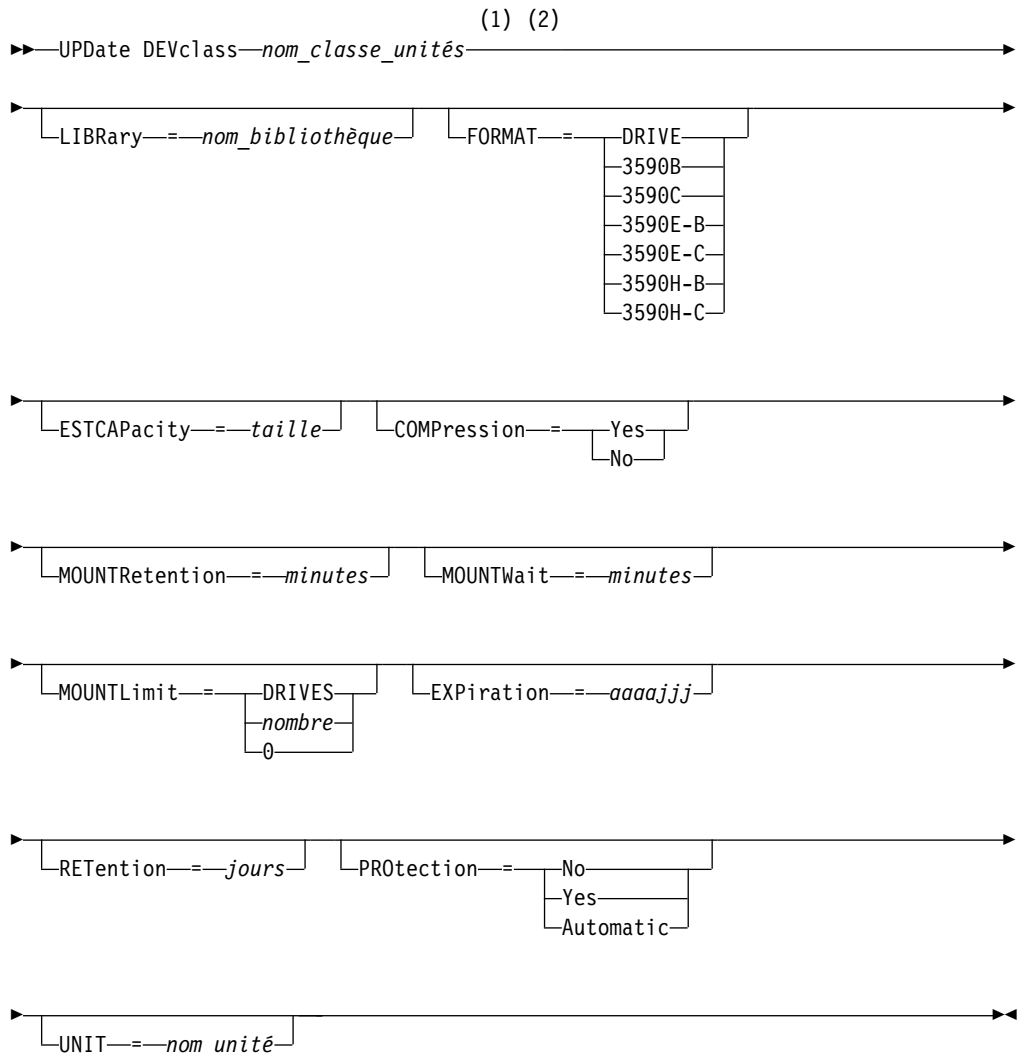 (1) (2)
UPDate DEVclass nom_classe_unités
LIBRary = nom_bibliothèque FORMAT = DRIVE
3590B
3590C
3590E-B
3590E-C
3590H-B
3590H-C
ESTCAPacity = taille COMPression = Yes
No
MOUNTRetention = minutes MOUNTWait = minutes
MOUNTLimit = DRIVES EXPiration = aaaajjj
nombre
0
RETention = jours PROtection = No
Yes
Automatic
UNIT = nom unité